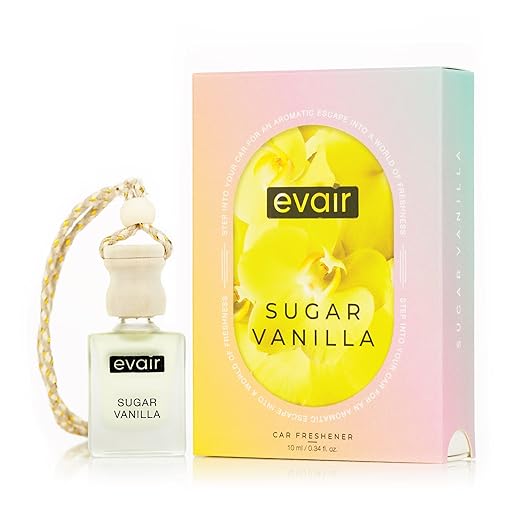 STEP INTO YOUR CAR FOR AN AROMATIC ESCAPE INTO A WORLD OF FRESHNESS
STEP INTO YOUR CAR FOR AN AROMATIC ESCAPE INTO A WORLD OF FRESHNESS
evair
SUGAR
VANILLA
CAR FRESHENER
10 ml / 0.34 fl. oz.
SUGAR VANILLA
evair
SUGAR
VANILLA